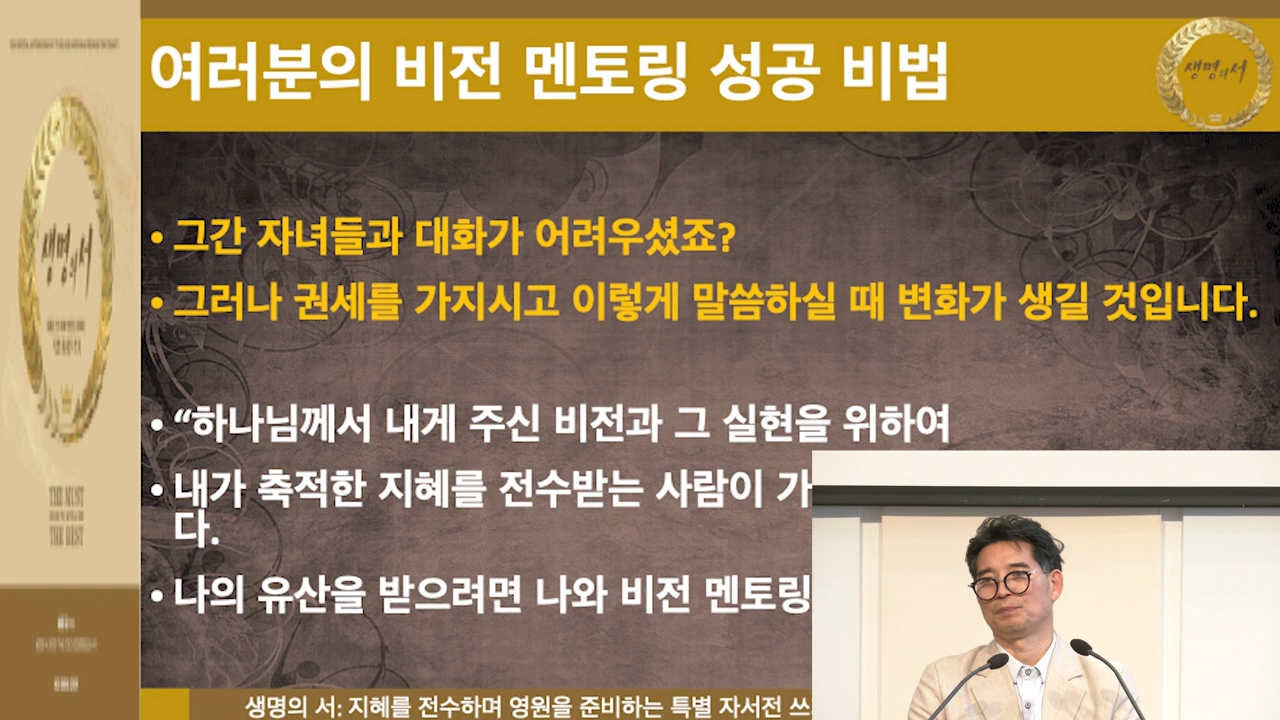 여러분의 비전 멘토링 성공 비법
생명의서
• 그간 자녀들과 대화가 어려우셨죠?
• 그러나 권세를 가지시고 이렇게 말씀하실 때 변화가 생길 것입니다.
• “하나님께서 내게 주신 비전과 그 실현을 위하여
• 내가 축적한 지혜를 전수받는 사람이 가
다.
• 나의 유산을 받으려면 나와 비전 멘토링
생명의 서: 지혜를 전수하며 영원을 준비하는 특별 자서전 쓰
생명의서
THE MUST
THE BEST